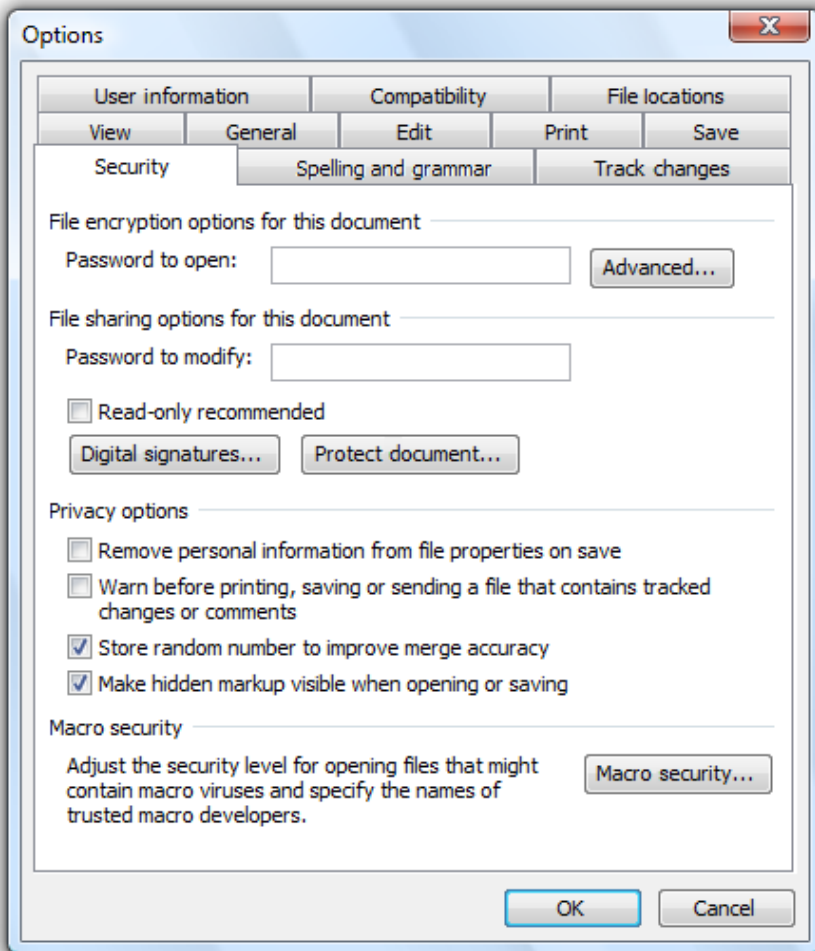 Options
User information Compatibility File locations
View General Edit Print Save
Security Spelling and grammar Track changes
File encryption options for this document
Password to open: Advanced...
File sharing options for this document
Password to modify:
Read-only recommended
Digital signatures... Protect document...
Privacy options
Remove personal information from file properties on save
Warn before printing, saving or sending a file that contains tracked
changes or comments
Store random number to improve merge accuracy
Make hidden markup visible when opening or saving
Macro security
Adjust the security level for opening files that might
contain macro viruses and specify the names of
trusted macro developers.
Macro security...
OK Cancel